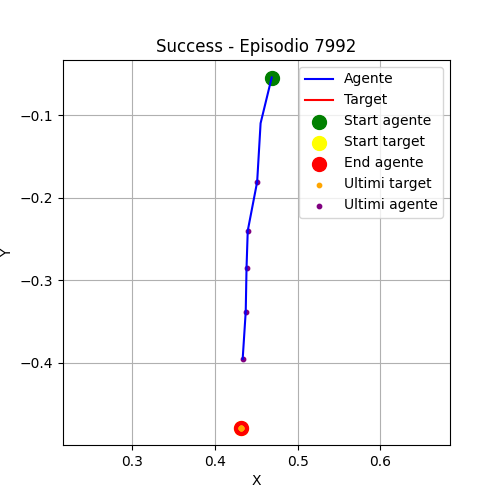 Success - Episodio 7992
Agente
Target
Start agente
Start target
End agente
Ultimi target
Ultimi agente
−0.1
−0.2
−0.3
−0.4
Y
0.3 0.4 0.5 0.6
X